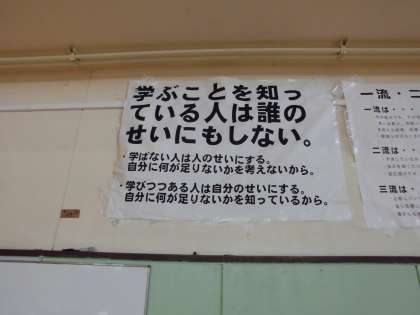 学ぶことを知っ
ている人は誰の
せいにもしない。
・学ばない人は人のせいにする。
自分に何が足りないかを考えないから。
・学びつつある人は自分のせいにする。
自分に何が足りないかを知っているから。
一流・二
一流は・・・
二流は・・・
三流は・・